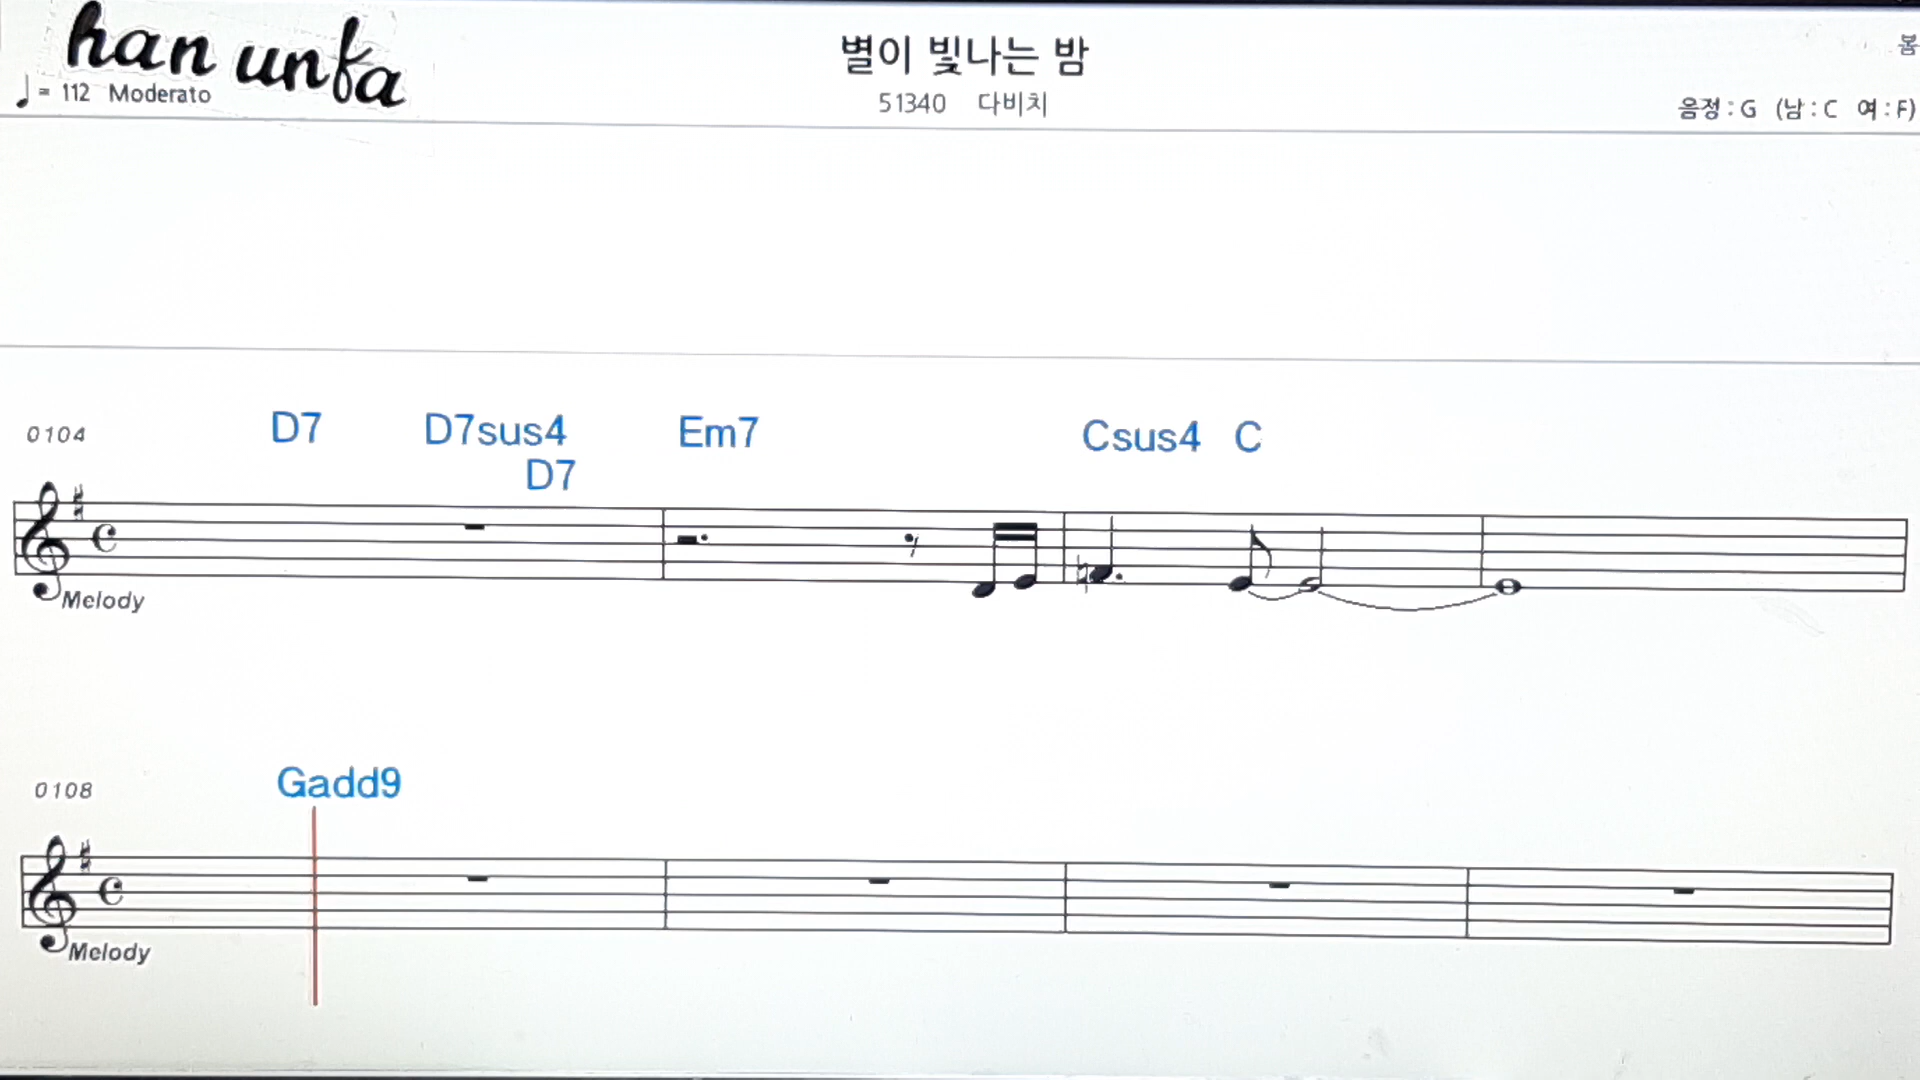 han unfa
♩= 112 Moderato
별이 빛나는 밤
51340 다비치
봄
음정 : G (남 : C 여 : F)
0104
D7 D7sus4 Em7 Csus4 C
D7
Melody
0108
Gadd9
Melody